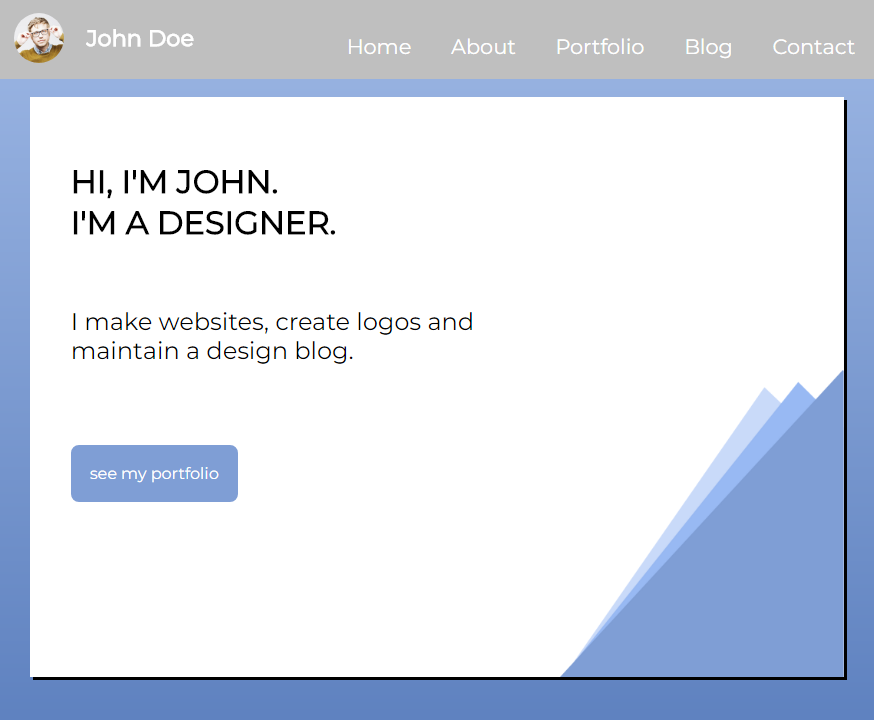 John Doe
Home About Portfolio Blog Contact
HI, I'M JOHN.
I'M A DESIGNER.
I make websites, create logos and
maintain a design blog.
see my portfolio